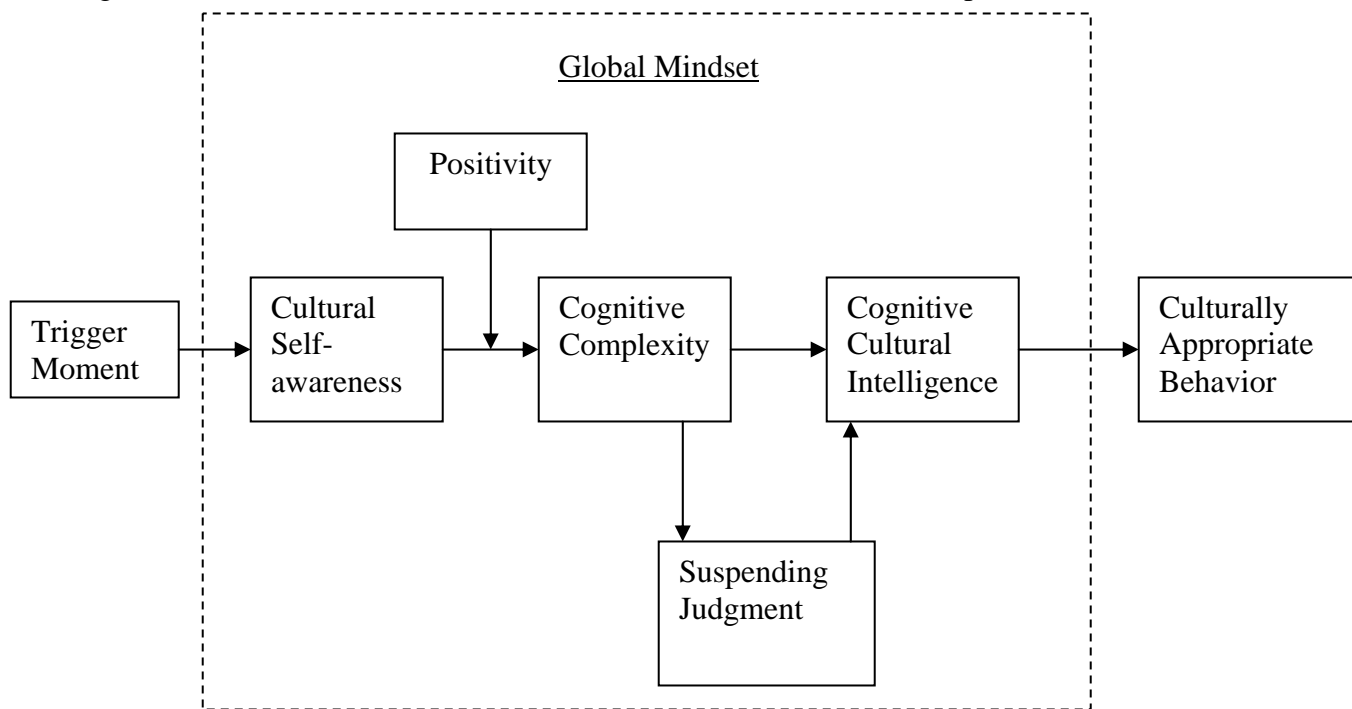 Global Mindset
Positivity
Trigger
Moment
Cultural
Self-
awareness
Cognitive
Complexity
Cognitive
Cultural
Intelligence
Culturally
Appropriate
Behavior
Suspending
Judgment